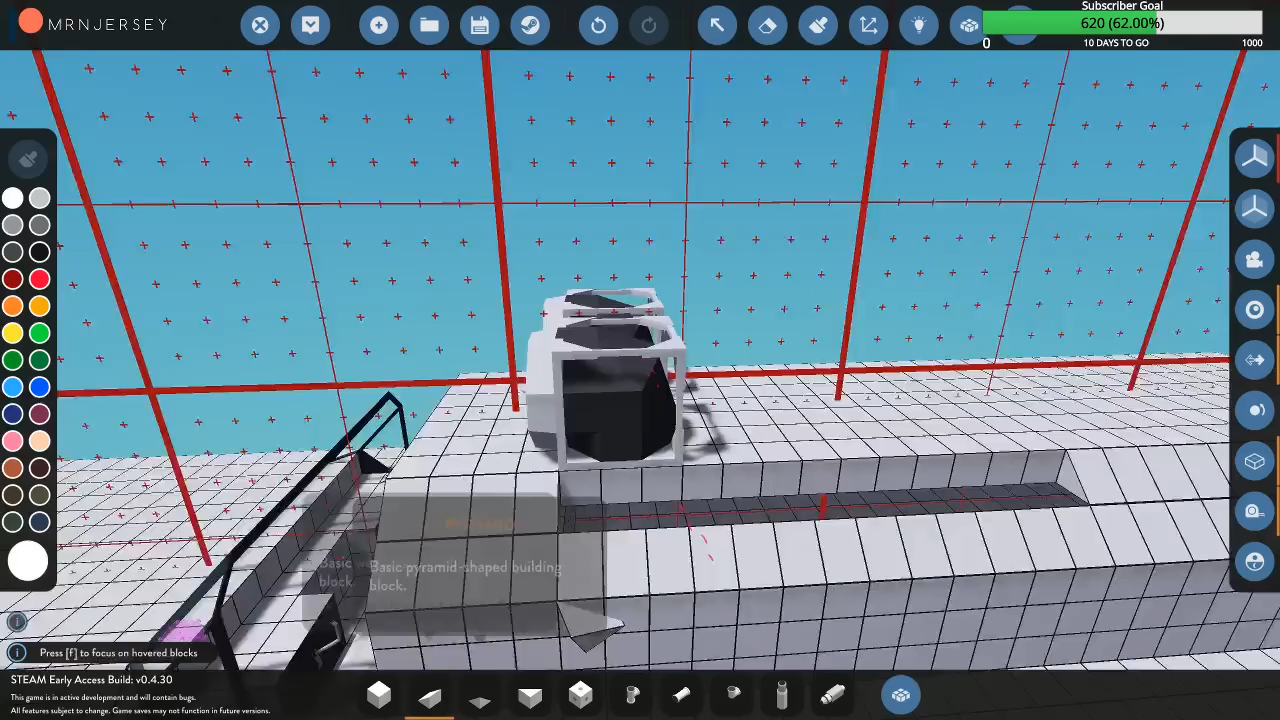 MRNJERSEY
Subscriber Goal
620 (62.00%)
0
10 DAYS TO GO
1000
Basic
block.
Basic pyramid-shaped building
block.
Press [f] to focus on hovered blocks
STEAM Early Access Build: v0.4.30
This game is in active development and will contain bugs.
All features subject to change. Game saves may not function in future versions.